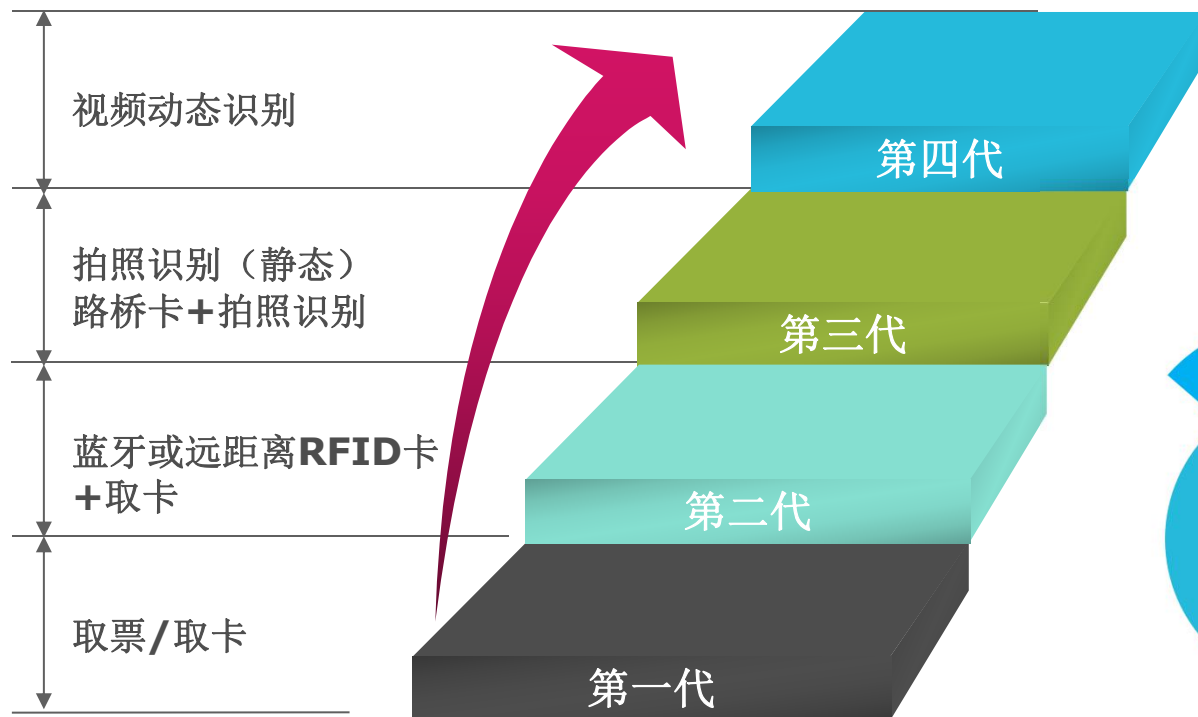 视频动态识别
第四代
拍照识别（静态）
路桥卡+拍照识别
第三代
蓝牙或远距离RFID卡
+取卡
第二代
取票/取卡
第一代